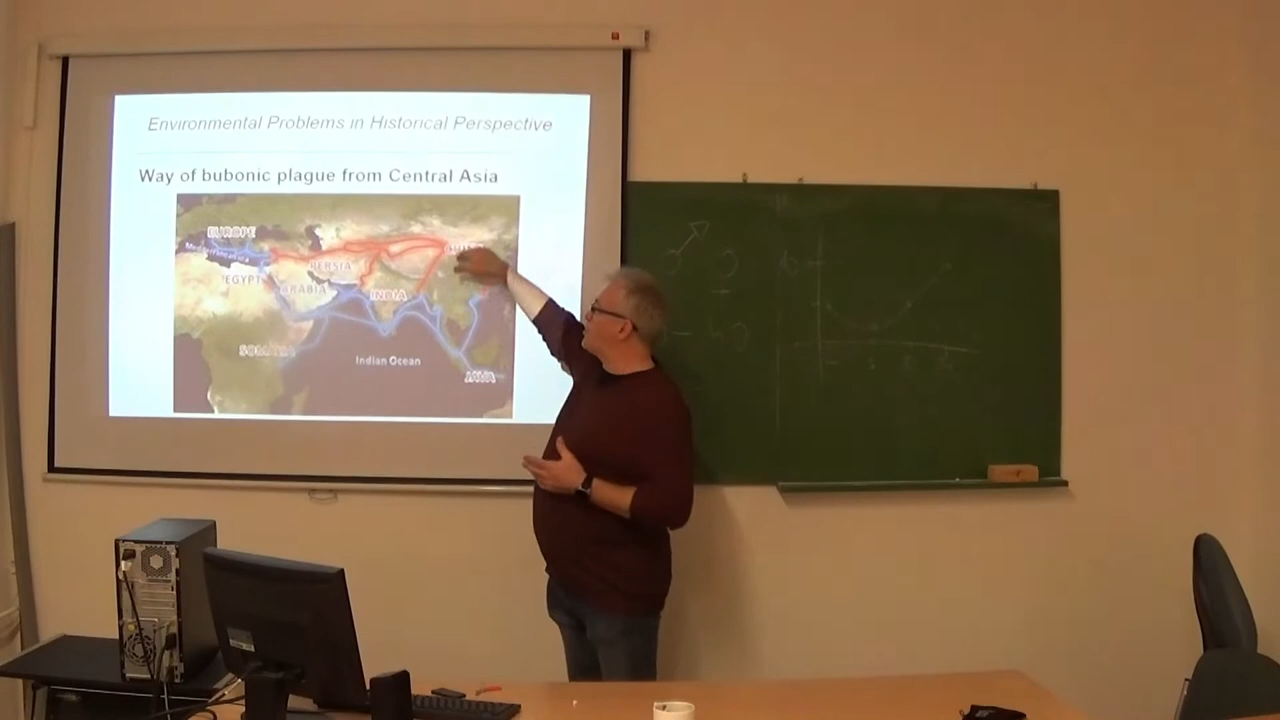 Environmental Problems in Historical Perspective
Way of bubonic plague from Central Asia
EUROPE
PERSIA
EGYPT
ARABIA
INDIA
SOMALIA
Indian Ocean
JAVA